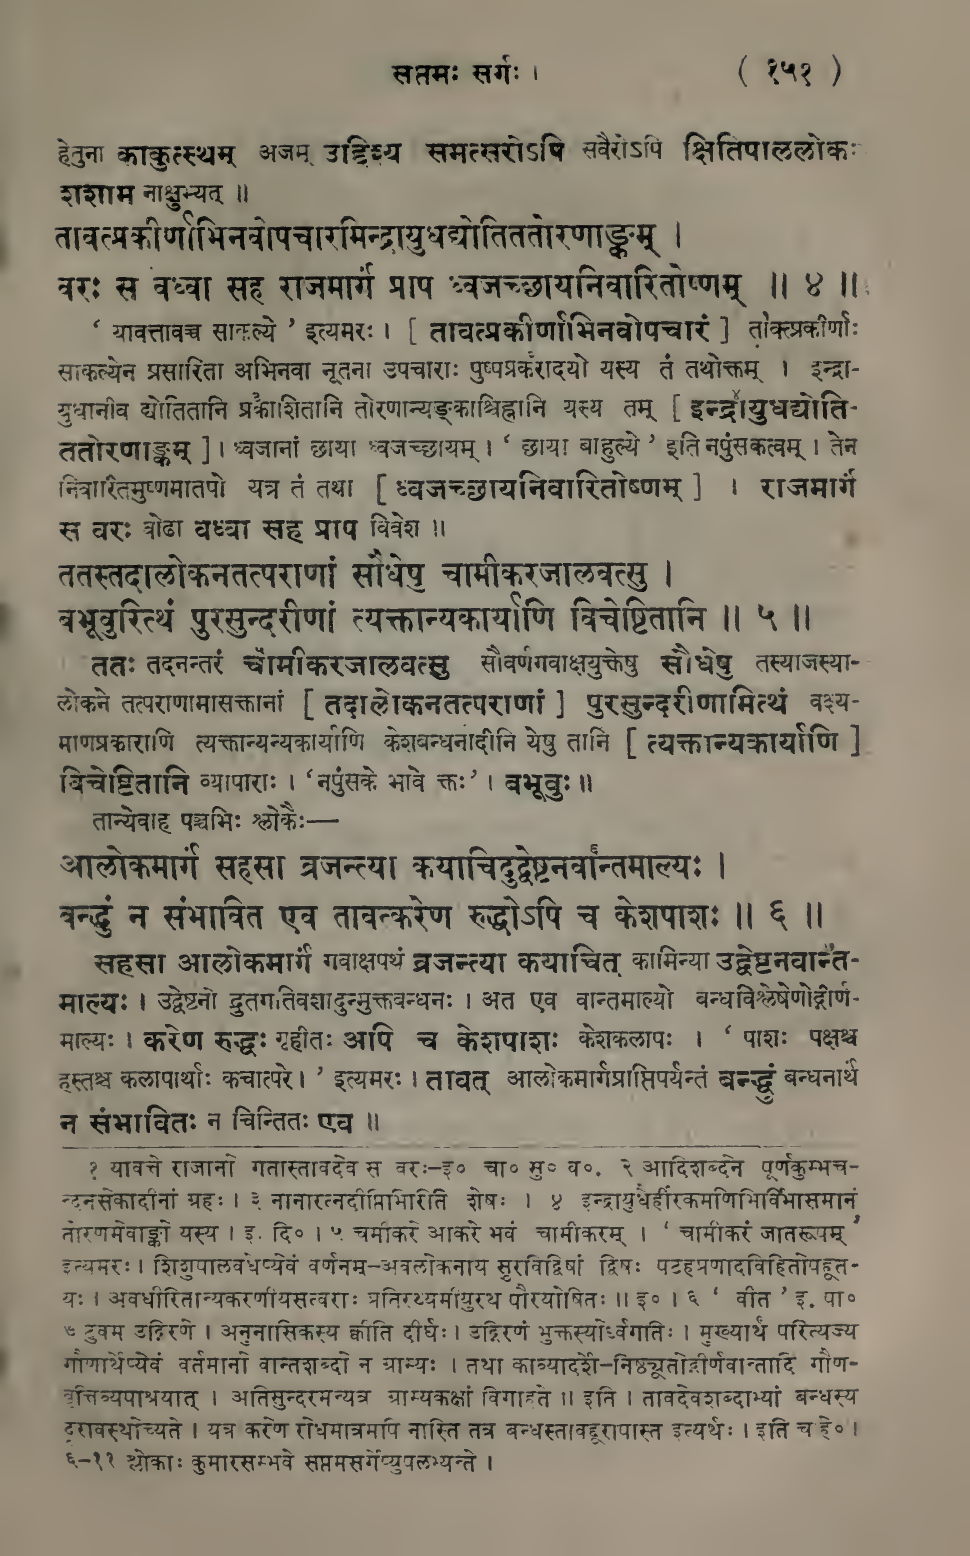 सप्तमः सर्गः । ( १५१ )
हेतुना काकुत्स्थम् अजम् उद्दिश्य समत्सरोऽपि सवैरोऽपि क्षितिपाललोकः
शशाम नाक्षुभ्यत् ॥
तावत्प्रकीर्णाभिनवोपचारमिन्द्रायुधद्योतिततोरणाङ्कम् ।
वरः स वध्वा सह राजमार्गं प्राप ध्वजच्छायनिवारितोष्णम् ॥ ४ ॥
‘ यावत्तावच्च साकल्ये ’ इत्यमरः । [ तावत्प्रकीर्णाभिनवोपचारं ] तावत्प्रकीर्णाः
साकल्येन प्रसारिता अभिनवा नूतना उपचाराः पुष्पप्रकरादयो यस्य तं तथोक्तम् । इन्द्रा-
युधानीव द्योतितानि प्रकाशितानि तोरणान्यङ्काश्चिह्नानि यस्य तम् [ इन्द्रायुधद्योति-
ततोरणाङ्कम् ] । ध्वजानां छाया ध्वजच्छायम् । ‘ छाया बाहुल्ये ’ इति नपुंसकत्वम् । तेन
निवारितमुष्णमातपो यत्र तं तथा [ ध्वजच्छायनिवारितोष्णम् ] । राजमार्गं
स वरः वोढा वध्वा सह प्राप विवेश ॥
ततस्तदालोकनतत्पराणां सौधेषु चामीकरजालवत्सु ।
बभूवुरित्थं पुरसुन्दरीणां त्यक्तान्यकार्याणि विचेष्टितानि ॥ ५ ॥
ततः तदनन्तरं चामीकरजालवत्सु सौवर्णगवाक्षयुक्तेषु सौधेषु तस्याजस्या-
लोकने तत्पराणामासक्तानां [ तदालोकनतत्पराणां ] पुरसुन्दरीणामित्थं वक्ष्य-
माणप्रकाराणि त्यक्तान्यन्यकार्याणि केशबन्धनादीनि येषु तानि [ त्यक्तान्यकार्याणि ]
विचेष्टितानि व्यापाराः । ‘नपुंसके भावे क्तः’ । बभूवुः ॥
तान्येवाह पञ्चभिः श्लोकैः—
आलोकमार्गं सहसा व्रजन्त्या कयाचिदुद्वेष्टनवान्तमाल्यः ।
बन्द्धुं न संभावित एव तावत्करेण रुद्धोऽपि च केशपाशः ॥ ६ ॥
सहसा आलोकमार्गं गवाक्षपथं व्रजन्त्या कयाचित् कामिन्या उद्वेष्टनवान्त-
माल्यः । उद्वेष्टनो द्रुतगतिवशादुन्मुक्तबन्धनः । अत एव वान्तमाल्यो बन्धविश्लेषेणोद्गीर्ण-
माल्यः । करेण रुद्धः गृहीतः अपि च केशपाशः केशकलापः । ‘ पाशः पक्षश्च
हस्तश्च कलापार्थाः कचात्परे । ’ इत्यमरः । तावत् आलोकमार्गप्राप्तिपर्यन्तं बन्द्धुं बन्धनार्थं
न संभावितः न चिन्तितः एव ॥
१ यावत्ते राजानो गतास्तावदेव स वरः–इ० चा० सु० व०. २ आदिशब्देन पूर्णकुम्भच-
न्दनसेकादीनां ग्रहः । ३ नानारत्नदीप्तिभिरिति शेषः । ४ इन्द्रायुधैर्हीरकमणिभिर्विभासमानं
तोरणमेवाङ्को यस्य । इ. दि० । ५ चमीकरे आकरे भवं चामीकरम् । ‘ चामीकरं जातरूपम् ’
इत्यमरः । शिशुपालवधेप्येवं वर्णनम्–अवलोकनाय सुरविद्विषां द्विषः पटहप्रणादविहितोपहूत-
यः । अवधीरितान्यकरणीयसत्वराः प्रतिरथ्यमीयुरथ पौरयोषितः ॥ इ० । ६ ‘ वीत ’ इ. पा०
७ टुवम उद्गिरणे । अनुनासिकस्य क्वीति दीर्घः । उद्गिरणं भुक्तस्योर्ध्वगतिः । मुख्यार्थं परित्यज्य
गौणार्थेप्येवं वर्तमानो वान्तशब्दो न ग्राम्यः । तथा काव्यादर्शे–निष्ठ्यूतोद्गीर्णवान्तादि गौण-
वृत्तिव्यपाश्रयात् । अतिसुन्दरमन्यत्र ग्राम्यकक्षां विगाहते ॥ इति । तावदेवशब्दाभ्यां बन्धस्य
दूरावस्थोच्यते । यत्र करेण रोधमात्रमपि नास्ति तत्र बन्धस्तावद्दूरापास्त इत्यर्थः । इति च हे० ।
६–११ श्लोकाः कुमारसम्भवे सप्तमसर्गेप्युपलभ्यन्ते ।